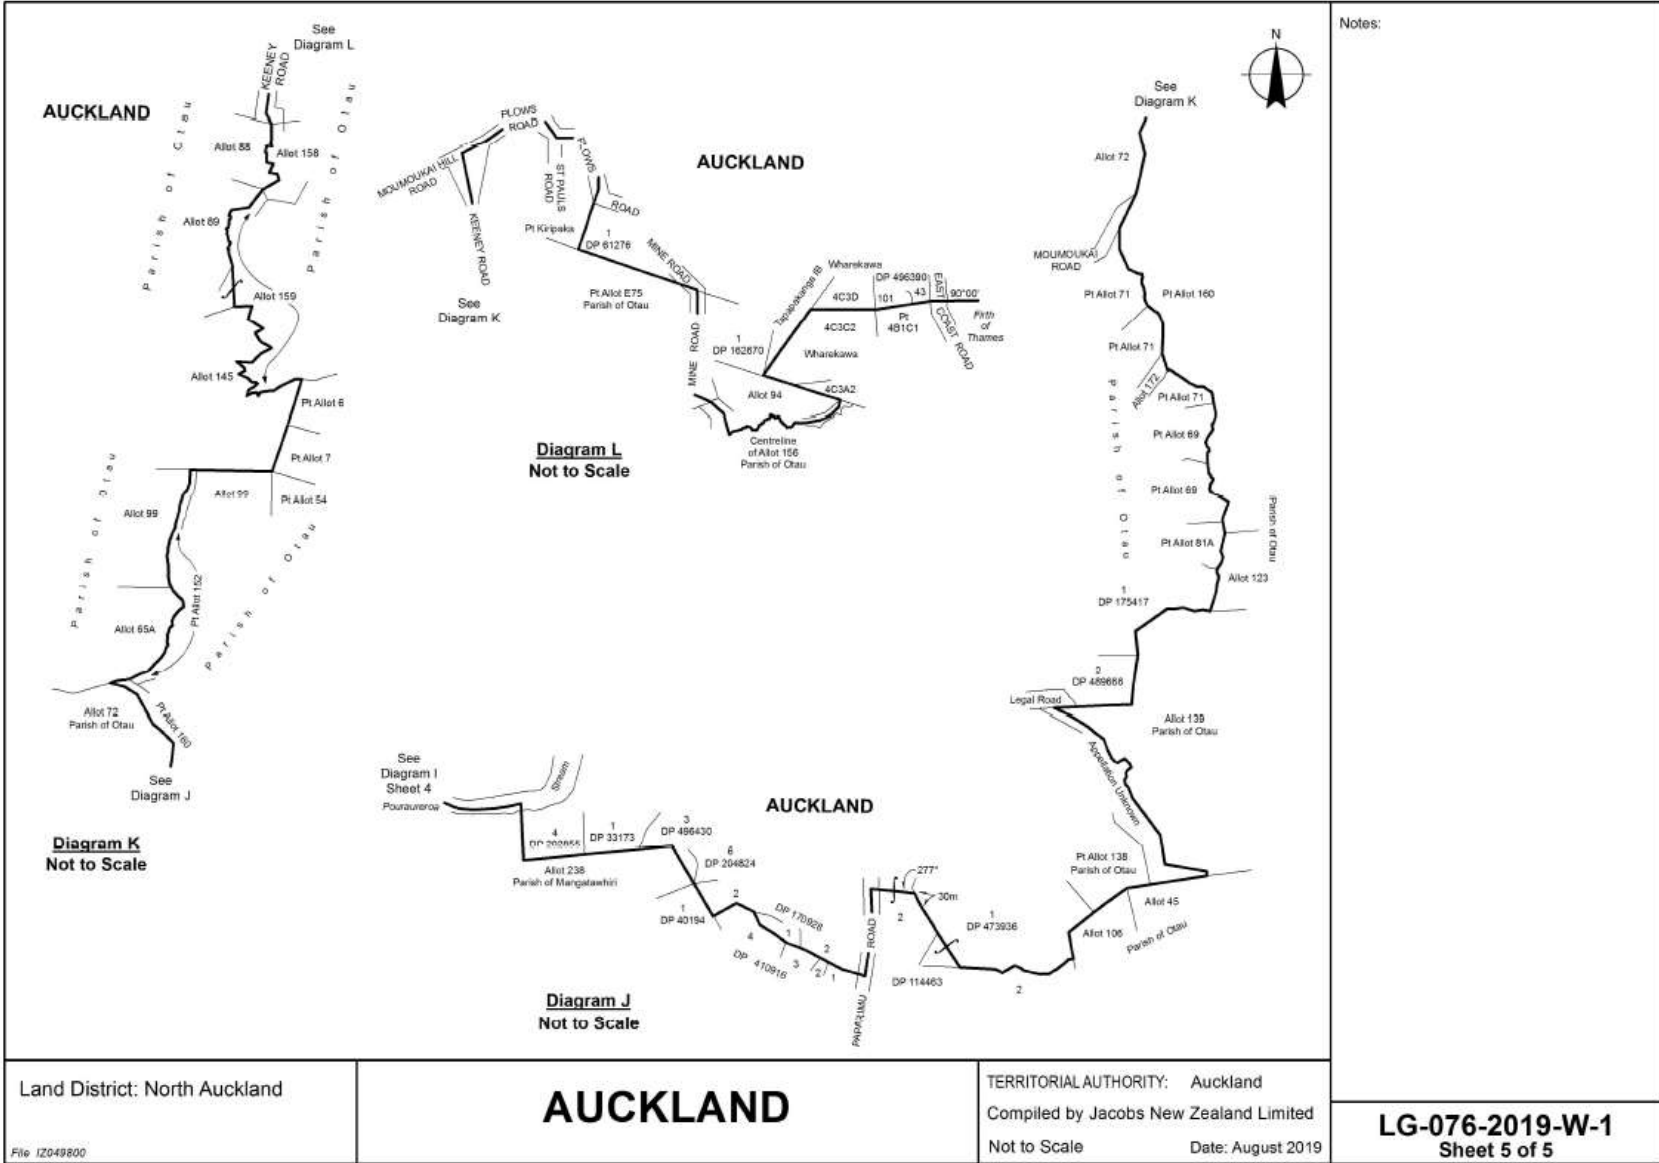 Notes:
N
See
Diagram L
KEENEY
ROAD
AUCKLAND
Parish of Otau
Parish of Otau
Allot 88
Allot 158
Allot 89
Allot 159
Allot 145
Pt Allot 6
Pt Allot 7
Allot 99
Pt Allot 54
Allot 99
Parish of Otau
Pt Allot 152
Parish of Otau
Allot 65A
Allot 72
Parish of Otau
Pt Allot 160
See
Diagram J
Diagram K
Not to Scale
PLOWS
ROAD
MOUMOUKAI HILL
ROAD
ST PAULS
ROAD
PLOWS
ROAD
KEENEY ROAD
See
Diagram K
Pt Kiripaka
1
DP 61276
MINE ROAD
Pt Allot E75
Parish of Otau
MINE ROAD
AUCKLAND
Tapapakanga IB
Wharekawa
DP 496390
4C3D
101
43
EAST COAST ROAD
90°00'
Firth
of
Thames
4C3C2
Pt
4B1C1
1
DP 162670
Wharekawa
Allot 94
4C3A2
Centreline
of Allot 156
Parish of Otau
Diagram L
Not to Scale
See
Diagram K
Allot 72
MOUMOUKAI
ROAD
Pt Allot 71
Pt Allot 160
Pt Allot 71
Allot 172
Pt Allot 71
Parish of Otau
Pt Allot 69
Pt Allot 69
Parish of Otau
Pt Allot 81A
Allot 123
1
DP 175417
2
DP 489668
Legal Road
Allot 139
Parish of Otau
Appellation Unknown
Pt Allot 138
Parish of Otau
Allot 45
Allot 106
Parish of Otau
See
Diagram I
Sheet 4
Pouraureroa
Stream
AUCKLAND
4
1
DP 33173
3
DP 496430
Allot 238
Parish of Mangatawhiri
6
DP 204824
1
DP 40194
2
DP 170928
4
1
2
DP 410916
3
2
1
PAPARIMU
ROAD
277°
30m
2
1
DP 473936
DP 114463
2
Diagram J
Not to Scale
Land District: North Auckland
File IZ049800
AUCKLAND
TERRITORIAL AUTHORITY: Auckland
Compiled by Jacobs New Zealand Limited
Not to Scale Date: August 2019
LG-076-2019-W-1
Sheet 5 of 5